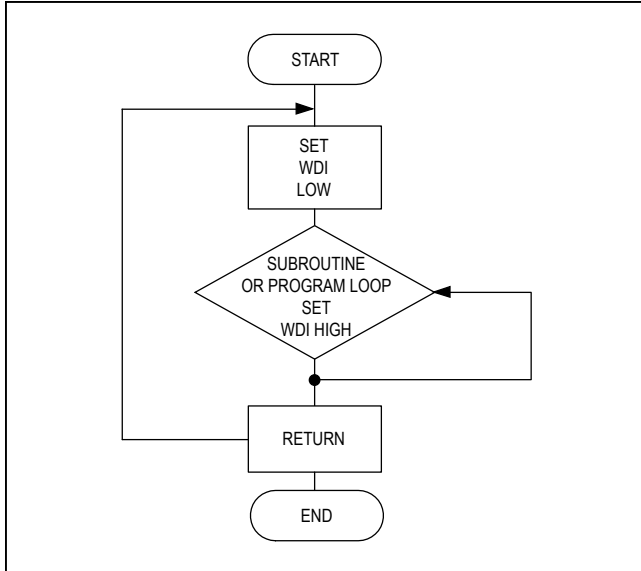 START
SET
WDI
LOW
SUBROUTINE
OR PROGRAM LOOP
SET
WDI HIGH
RETURN
END